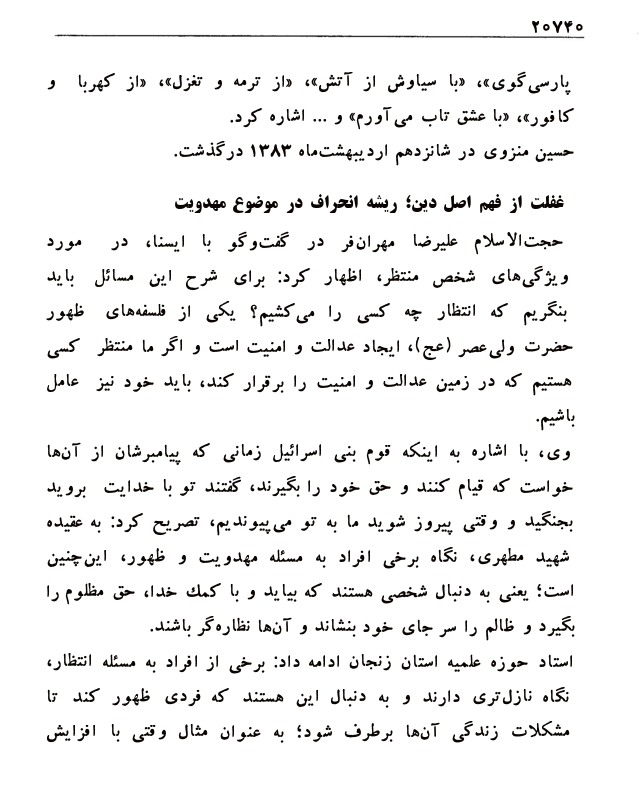 ۲۰۷۴۰
پارسی‌گوی»، «با سیاوش از آتش»، «از ترمه و تغزل»، «از کهربا و
کافور»، «با عشق تاب می‌آورم» و ... اشاره کرد.
حسین منزوی در شانزدهم اردیبهشت‌ماه ۱۳۸۳ درگذشت.
غفلت از فهم اصل دین؛ ریشه انحراف در موضوع مهدویت
حجت‌الاسلام علیرضا مهران‌فر در گفت‌وگو با ایسنا، در مورد
ویژگی‌های شخص منتظر، اظهار کرد: برای شرح این مسائل باید
بنگریم که انتظار چه کسی را می‌کشیم؟ یکی از فلسفه‌های ظهور
حضرت ولی‌عصر (عج)، ایجاد عدالت و امنیت است و اگر ما منتظر کسی
هستیم که در زمین عدالت و امنیت را برقرار کند، باید خود نیز عامل
باشیم.
وی، با اشاره به اینکه قوم بنی اسرائیل زمانی که پیامبرشان از آن‌ها
خواست که قیام کنند و حق خود را بگیرند، گفتند تو با خدایت بروید
بجنگید و وقتی پیروز شوید ما به تو می‌پیوندیم، تصریح کرد: به عقیده
شهید مطهری، نگاه برخی افراد به مسئله مهدویت و ظهور، این‌چنین
است؛ یعنی به دنبال شخصی هستند که بیاید و با کمك خدا، حق مظلوم را
بگیرد و ظالم را سر جای خود بنشاند و آن‌ها نظاره‌گر باشند.
استاد حوزه علمیه استان زنجان ادامه داد: برخی از افراد به مسئله انتظار،
نگاه نازل‌تری دارند و به دنبال این هستند که فردی ظهور کند تا
مشکلات زندگی آن‌ها برطرف شود؛ به عنوان مثال وقتی با افزایش